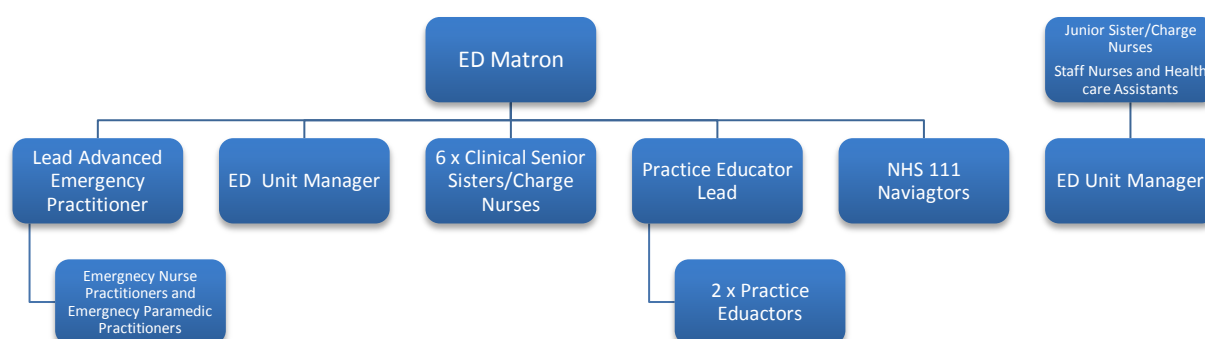 ED Matron
Junior Sister/Charge
Nurses
Staff Nurses and Health
care Assistants
Lead Advanced
Emergency
Practitioner
ED Unit Manager
6 x Clinical Senior
Sisters/Charge
Nurses
Practice Educator
Lead
NHS 111
Naviagtors
ED Unit Manager
Emergnecy Nurse
Practitioners and
Emergnecy Paramedic
Practitioners
2 x Practice
Eduactors